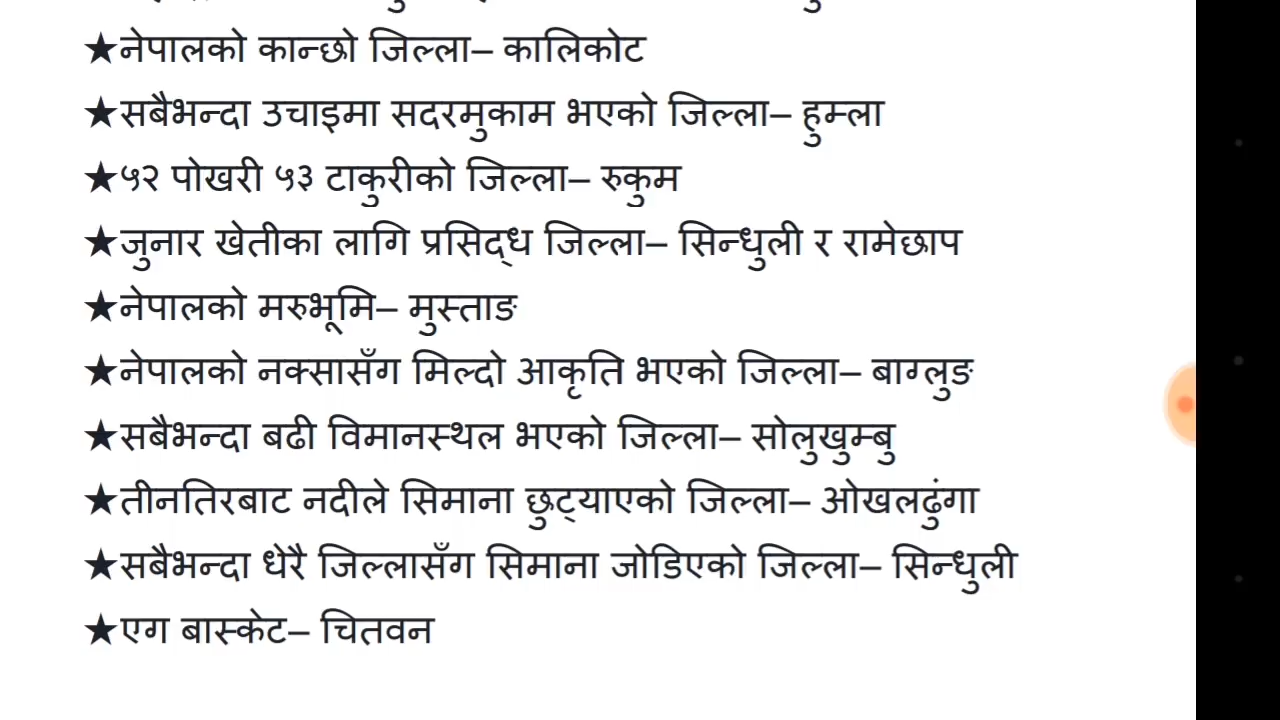 ★नेपालको कान्छो जिल्ला– कालिकोट
★सबैभन्दा उचाइमा सदरमुकाम भएको जिल्ला– हुम्ला
★५२ पोखरी ५३ टाकुरीको जिल्ला– रुकुम
★जुनार खेतीका लागि प्रसिद्ध जिल्ला– सिन्धुली र रामेछाप
★नेपालको मरुभूमि– मुस्ताङ
★नेपालको नक्सासँग मिल्दो आकृति भएको जिल्ला– बाग्लुङ
★सबैभन्दा बढी विमानस्थल भएको जिल्ला– सोलुखुम्बु
★तीनतिरबाट नदीले सिमाना छुट्याएको जिल्ला– ओखलढुंगा
★सबैभन्दा धेरै जिल्लासँग सिमाना जोडिएको जिल्ला– सिन्धुली
★एग बास्केट– चितवन